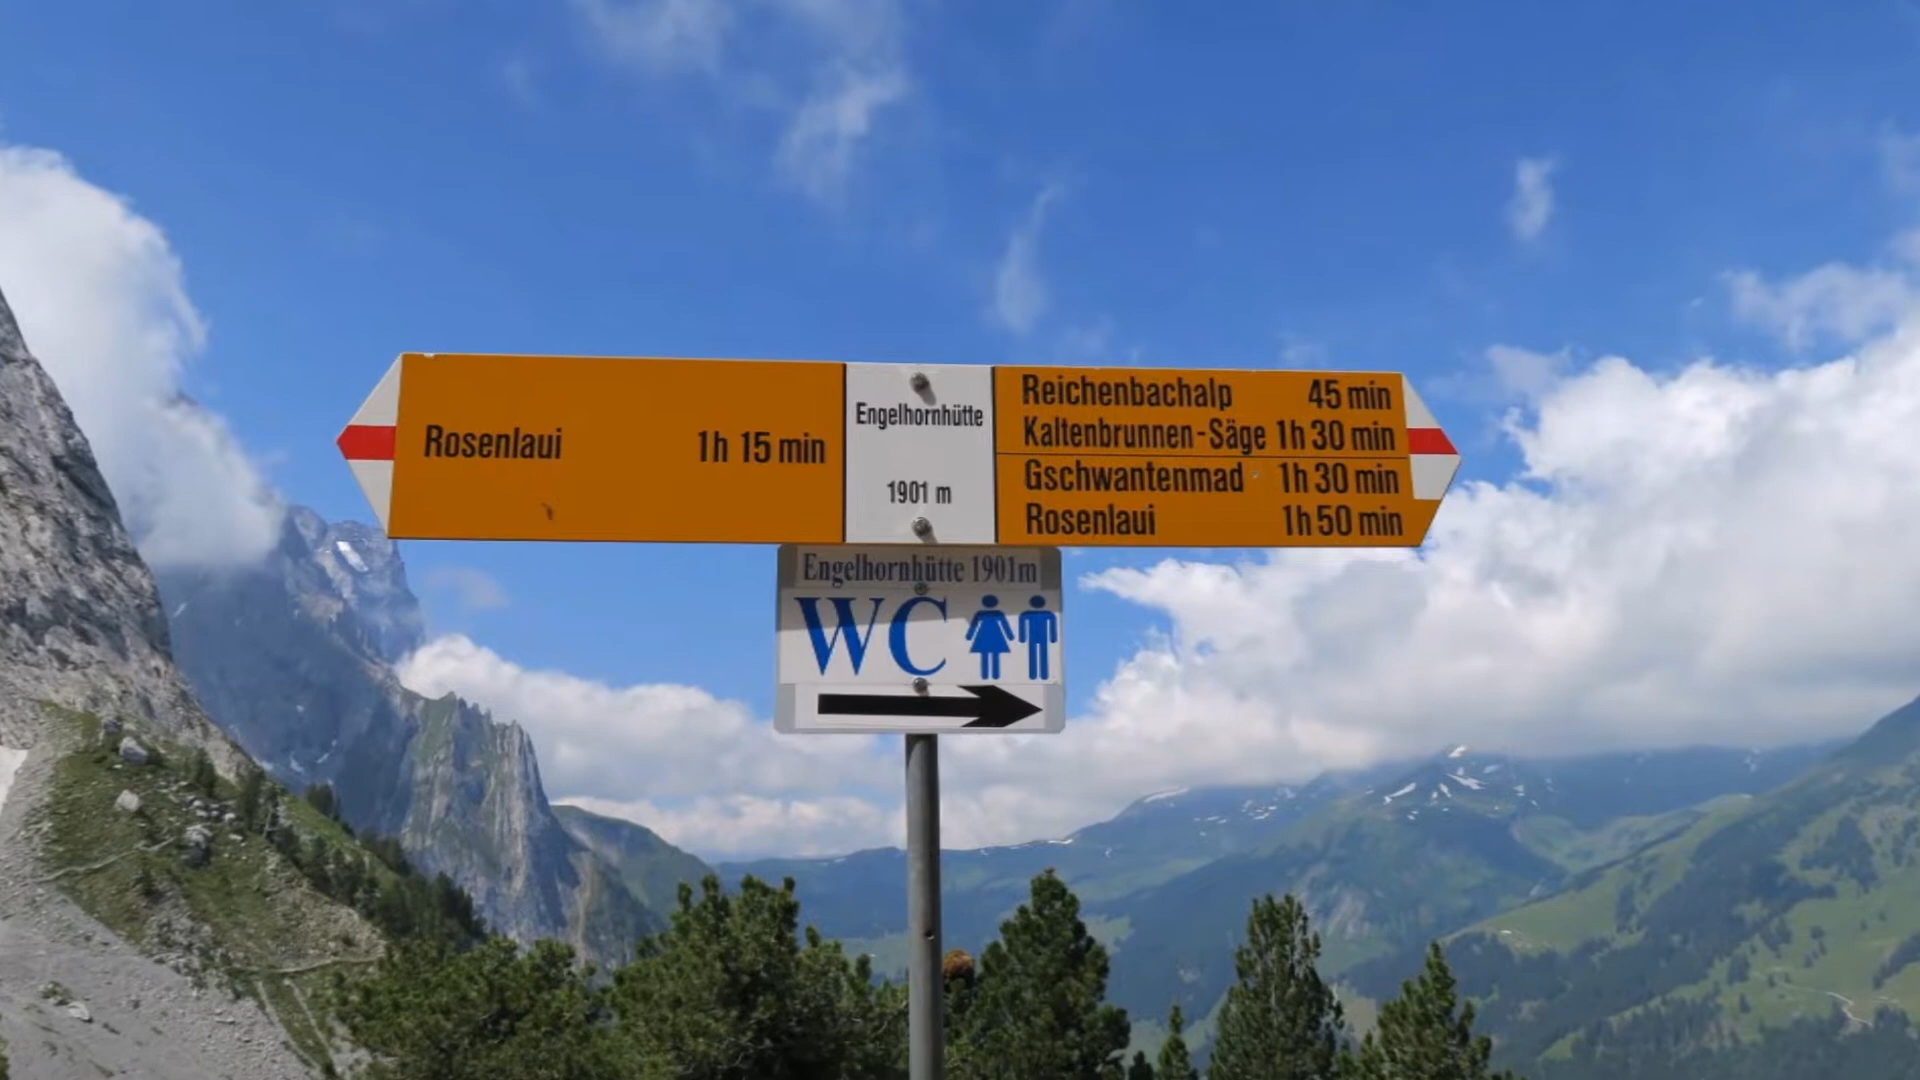 Rosenlaui 1h 15 min
Engelhornhütte
1901 m
Reichenbachalp 45 min
Kaltenbrunnen-Säge 1h 30 min
Gschwantenmad 1h 30 min
Rosenlaui 1h 50 min
Engelhornhütte 1901m
WC